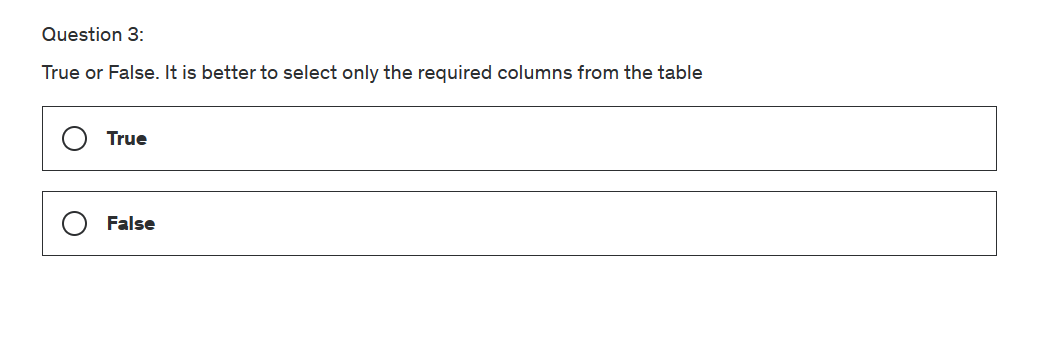 Question 3:
True or False. It is better to select only the required columns from the table
True
False